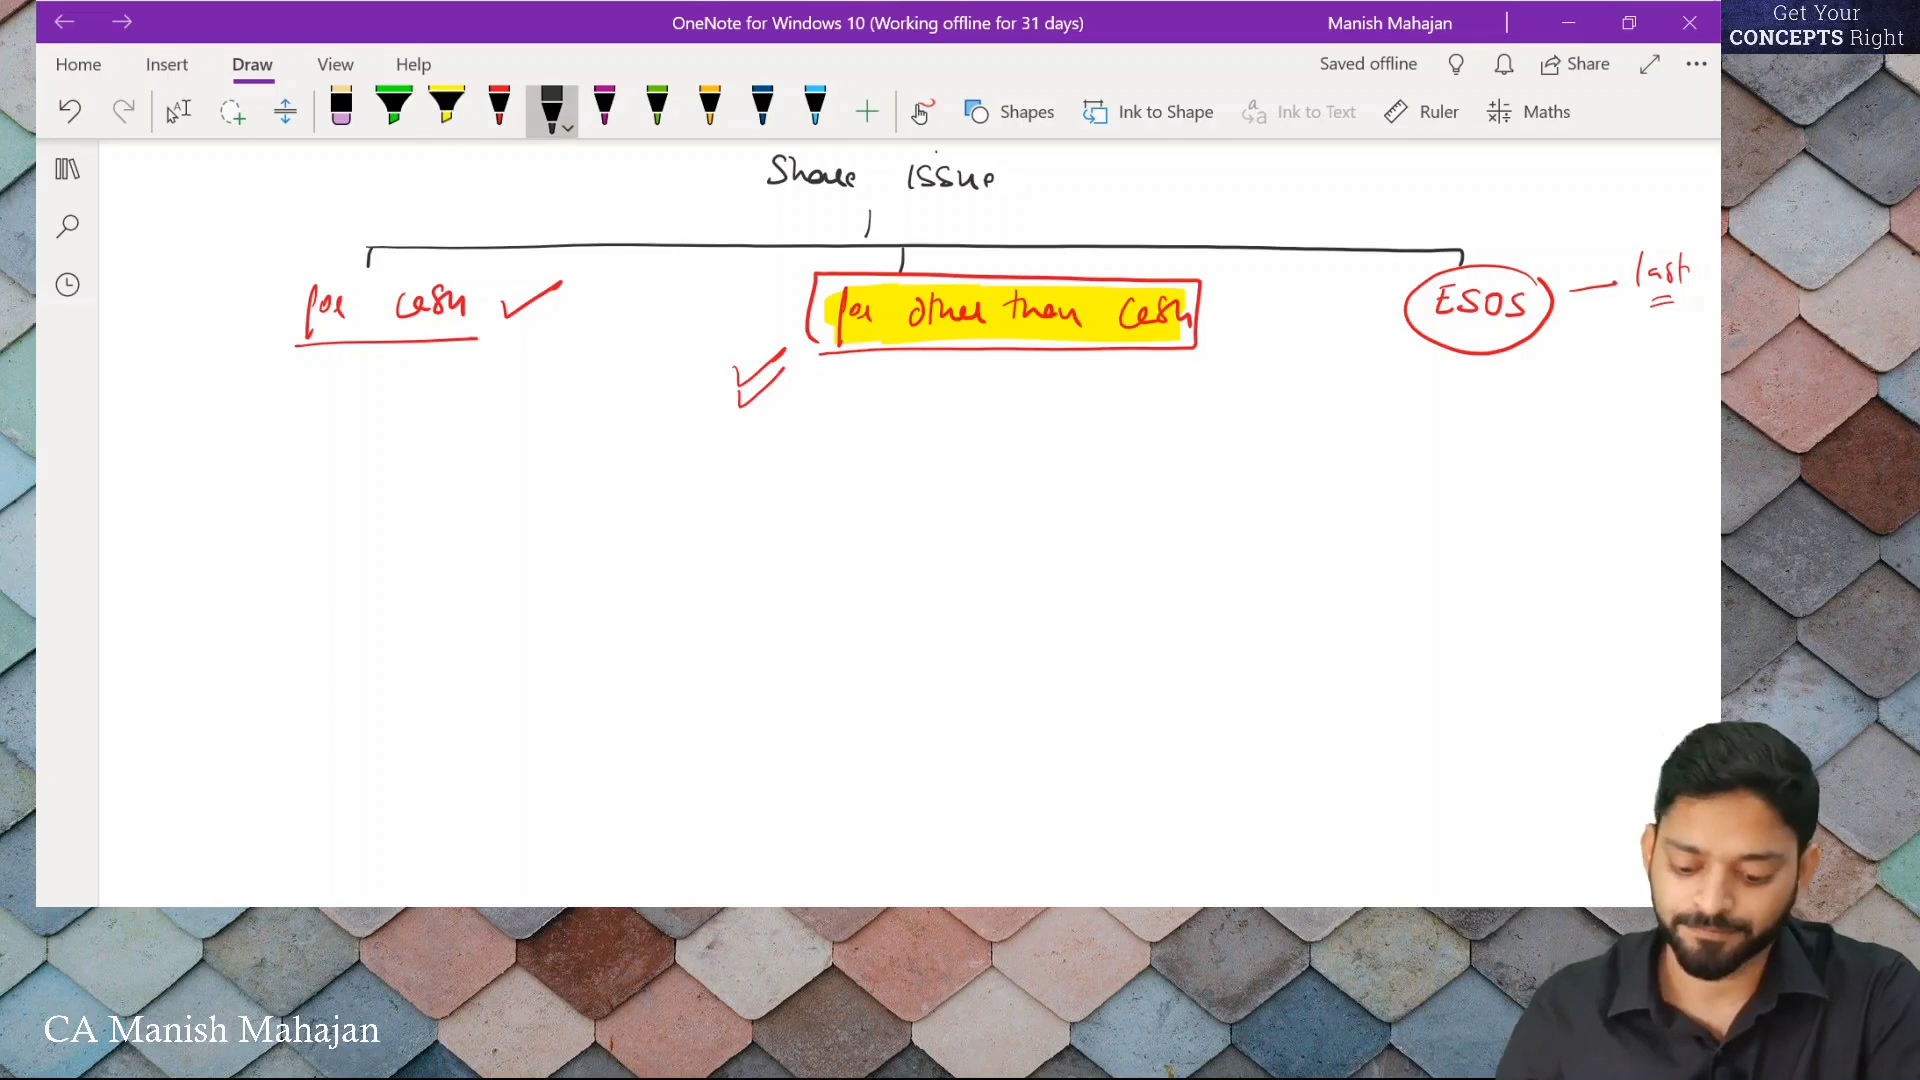 OneNote for Windows 10 (Working offline for 31 days)
Manish Mahajan
Get Your
CONCEPTS Right
Home Insert Draw View Help
Saved offline
Share
Shapes
Ink to Shape
Ink to Text
Ruler
Maths
Share Issue
for cash
for other than cash
ESOS
last
CA Manish Mahajan